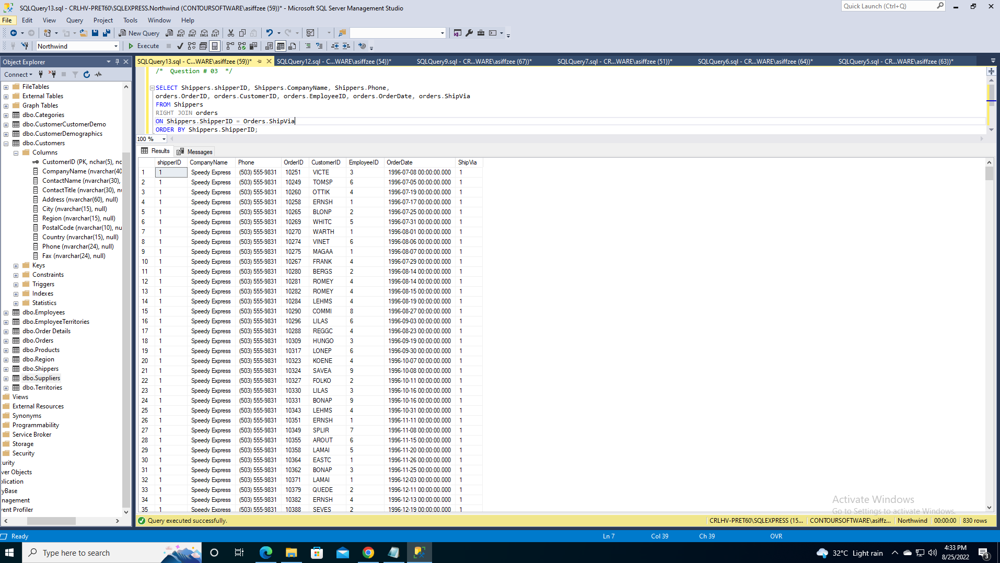 SQLQuery13.sql - CRLHV-PRET60\SQLEXPRESS.Northwind (CONTOURSOFTWARE\asiffzee (59))* - Microsoft SQL Server Management Studio
Quick Launch (Ctrl+Q)
File Edit View Query Project Tools Window Help
New Query MDX DMX XMLA DAX
Northwind Execute
Object Explorer
SQLQuery13.sql - C...WARE\asiffzee (59))* SQLQuery12.sql - C...WARE\asiffzee (54))* SQLQuery9.sql - CR...WARE\asiffzee (67))* SQLQuery7.sql - CR...WARE\asiffzee (51))* SQLQuery6.sql - CR...WARE\asiffzee (64))* SQLQuery5.sql - CR...WARE\asiffzee (63))*
Connect
FileTables
External Tables
Graph Tables
dbo.Categories
dbo.CustomerCustomerDemo
dbo.CustomerDemographics
dbo.Customers
Columns
CustomerID (PK, nchar(5), nc
CompanyName (nvarchar(40
ContactName (nvarchar(30),
ContactTitle (nvarchar(30), n
Address (nvarchar(60), null)
City (nvarchar(15), null)
Region (nvarchar(15), null)
PostalCode (nvarchar(10), nu
Country (nvarchar(15), null)
Phone (nvarchar(24), null)
Fax (nvarchar(24), null)
Keys
Constraints
Triggers
Indexes
Statistics
dbo.Employees
dbo.EmployeeTerritories
dbo.Order Details
dbo.Orders
dbo.Products
dbo.Region
dbo.Shippers
dbo.Suppliers
dbo.Territories
Views
External Resources
Synonyms
Programmability
Service Broker
Storage
Security
urity
ver Objects
plication
yBase
nagement
vent Profiler
/* Question # 03 */
SELECT Shippers.shipperID, Shippers.CompanyName, Shippers.Phone,
orders.OrderID, orders.CustomerID, orders.EmployeeID, orders.OrderDate, orders.ShipVia
FROM Shippers
RIGHT JOIN orders
ON Shippers.ShipperID = Orders.ShipVia
ORDER BY Shippers.ShipperID;
100 %
Results Messages
shipperID CompanyName Phone OrderID CustomerID EmployeeID OrderDate ShipVia
1 1 Speedy Express (503) 555-9831 10251 VICTE 3 1996-07-08 00:00:00.000 1
2 1 Speedy Express (503) 555-9831 10249 TOMSP 6 1996-07-05 00:00:00.000 1
3 1 Speedy Express (503) 555-9831 10260 OTTIK 4 1996-07-19 00:00:00.000 1
4 1 Speedy Express (503) 555-9831 10258 ERNSH 1 1996-07-17 00:00:00.000 1
5 1 Speedy Express (503) 555-9831 10265 BLONP 2 1996-07-25 00:00:00.000 1
6 1 Speedy Express (503) 555-9831 10269 WHITC 5 1996-07-31 00:00:00.000 1
7 1 Speedy Express (503) 555-9831 10270 WARTH 1 1996-08-01 00:00:00.000 1
8 1 Speedy Express (503) 555-9831 10274 VINET 6 1996-08-06 00:00:00.000 1
9 1 Speedy Express (503) 555-9831 10275 MAGAA 1 1996-08-07 00:00:00.000 1
10 1 Speedy Express (503) 555-9831 10267 FRANK 4 1996-07-29 00:00:00.000 1
11 1 Speedy Express (503) 555-9831 10280 BERGS 2 1996-08-14 00:00:00.000 1
12 1 Speedy Express (503) 555-9831 10281 ROMEY 4 1996-08-14 00:00:00.000 1
13 1 Speedy Express (503) 555-9831 10282 ROMEY 4 1996-08-15 00:00:00.000 1
14 1 Speedy Express (503) 555-9831 10284 LEHMS 4 1996-08-19 00:00:00.000 1
15 1 Speedy Express (503) 555-9831 10290 COMMI 8 1996-08-27 00:00:00.000 1
16 1 Speedy Express (503) 555-9831 10296 LILAS 6 1996-09-03 00:00:00.000 1
17 1 Speedy Express (503) 555-9831 10288 REGGC 4 1996-08-23 00:00:00.000 1
18 1 Speedy Express (503) 555-9831 10309 HUNGO 3 1996-09-19 00:00:00.000 1
19 1 Speedy Express (503) 555-9831 10317 LONEP 6 1996-09-30 00:00:00.000 1
20 1 Speedy Express (503) 555-9831 10323 KOENE 4 1996-10-07 00:00:00.000 1
21 1 Speedy Express (503) 555-9831 10324 SAVEA 9 1996-10-08 00:00:00.000 1
22 1 Speedy Express (503) 555-9831 10327 FOLKO 2 1996-10-11 00:00:00.000 1
23 1 Speedy Express (503) 555-9831 10330 LILAS 3 1996-10-16 00:00:00.000 1
24 1 Speedy Express (503) 555-9831 10331 BONAP 9 1996-10-16 00:00:00.000 1
25 1 Speedy Express (503) 555-9831 10343 LEHMS 4 1996-10-31 00:00:00.000 1
26 1 Speedy Express (503) 555-9831 10351 ERNSH 1 1996-11-11 00:00:00.000 1
27 1 Speedy Express (503) 555-9831 10349 SPLIR 7 1996-11-08 00:00:00.000 1
28 1 Speedy Express (503) 555-9831 10355 AROUT 6 1996-11-15 00:00:00.000 1
29 1 Speedy Express (503) 555-9831 10358 LAMAI 5 1996-11-20 00:00:00.000 1
30 1 Speedy Express (503) 555-9831 10364 EASTC 1 1996-11-26 00:00:00.000 1
31 1 Speedy Express (503) 555-9831 10362 BONAP 3 1996-11-25 00:00:00.000 1
32 1 Speedy Express (503) 555-9831 10371 LAMAI 1 1996-12-03 00:00:00.000 1
33 1 Speedy Express (503) 555-9831 10379 QUEDE 2 1996-12-11 00:00:00.000 1
34 1 Speedy Express (503) 555-9831 10382 ERNSH 4 1996-12-13 00:00:00.000 1
35 1 Speedy Express (503) 555-9831 10388 SEVES 2 1996-12-19 00:00:00.000 1
Activate Windows
Go to Settings to activate Windows.
Query executed successfully. CRLHV-PRET60\SQLEXPRESS (15... CONTOURSOFTWARE\asiffz... Northwind 00:00:00 830 rows
Ready Ln 7 Col 39 Ch 39 OVR
Type here to search 32°C Light rain 4:33 PM
8/25/2022 3